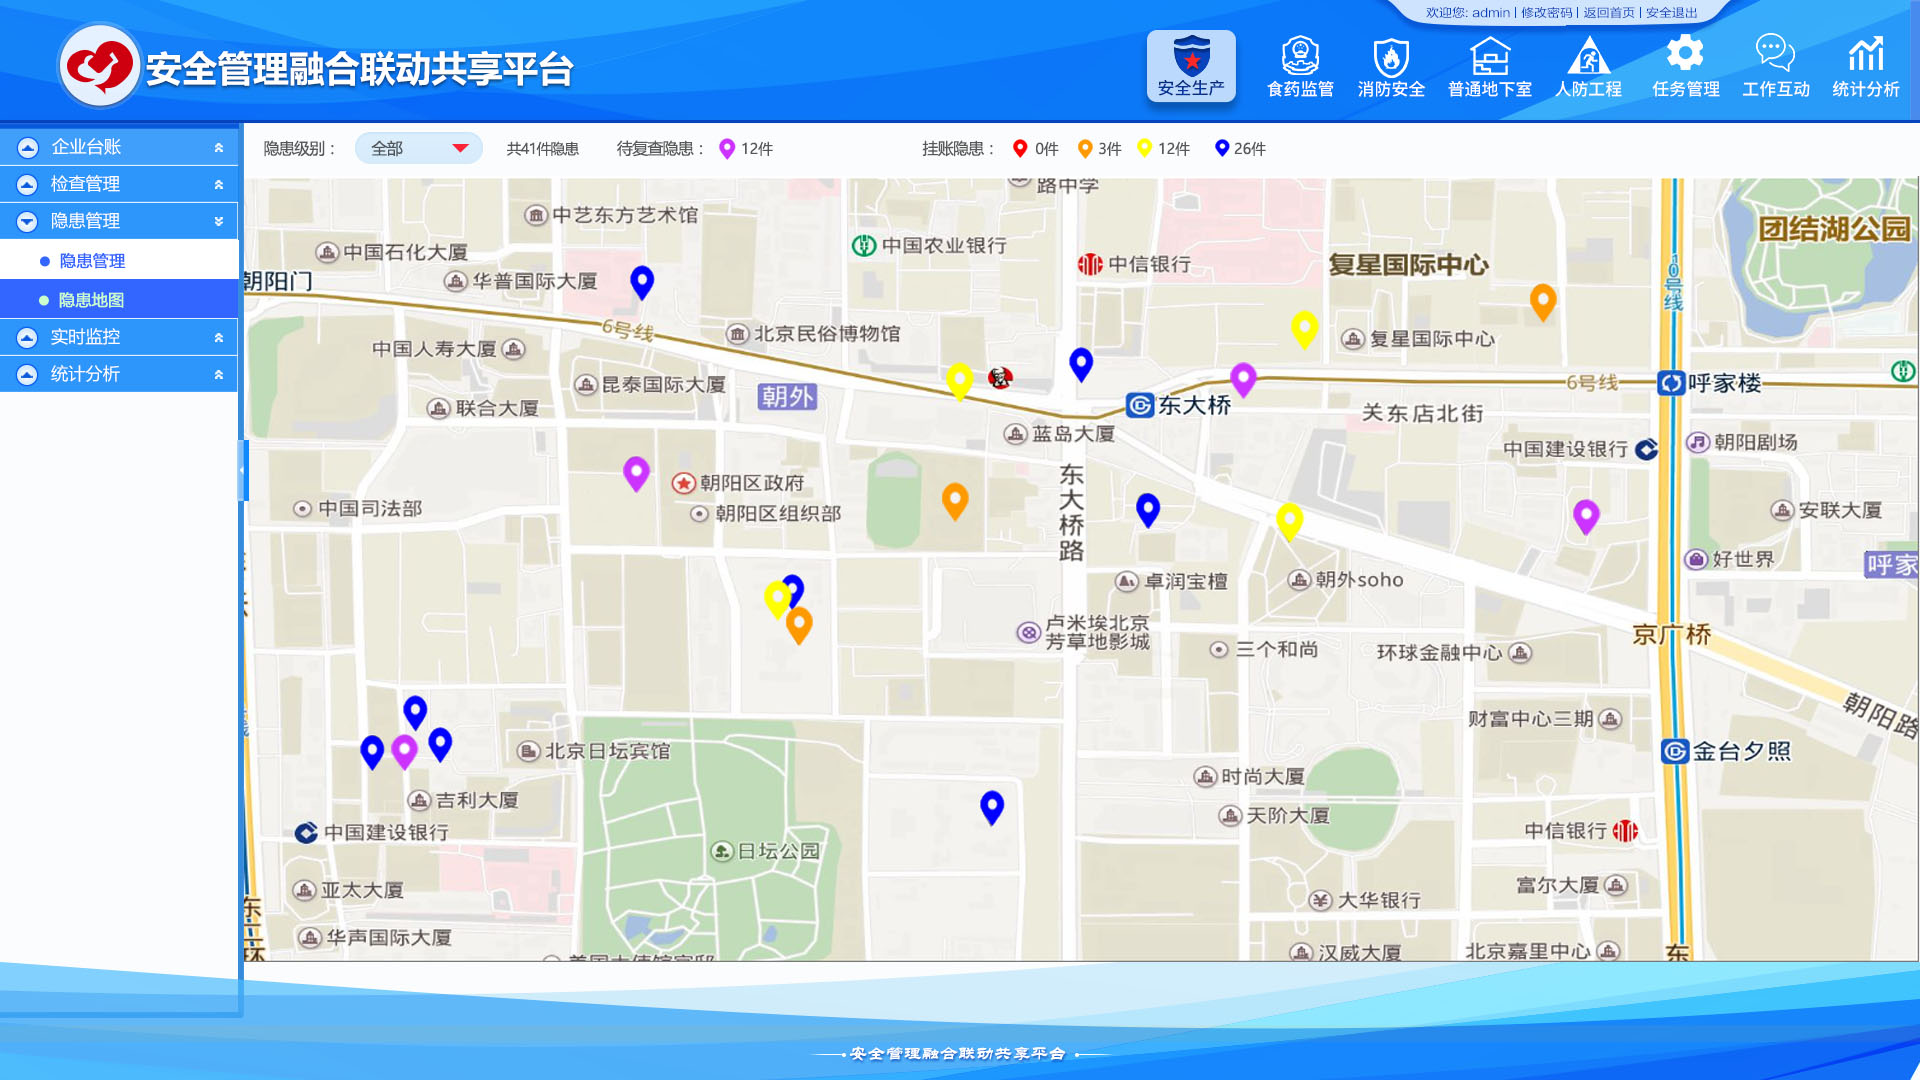 欢迎您: admin | 修改密码 | 返回首页 | 安全退出
安全管理融合联动共享平台
安全生产
食药监管
消防安全
普通地下室
人防工程
任务管理
工作互动
统计分析
企业台账
检查管理
隐患管理
隐患管理
隐患地图
实时监控
统计分析
隐患级别：
全部
共41件隐患
待复查隐患：
12件
挂账隐患：
0件
3件
12件
26件
路中学
中艺东方艺术馆
中国石化大厦
华普国际大厦
朝阳门
中国农业银行
中信银行
复星国际中心
团结湖公园
10号线
6号线
北京民俗博物馆
复星国际中心
中国人寿大厦
昆泰国际大厦
朝外
联合大厦
东大桥
6号线
呼家楼
关东店北街
蓝岛大厦
中国建设银行
朝阳剧场
东大桥路
朝阳区政府
朝阳区组织部
中国司法部
安联大厦
好世界
呼家
卓润宝檀
朝外soho
卢米埃北京
芳草地影城
三个和尚
环球金融中心
京广桥
朝阳路
财富中心三期
北京日坛宾馆
金台夕照
时尚大厦
吉利大厦
天阶大厦
中国建设银行
中信银行
日坛公园
亚太大厦
富尔大厦
大华银行
华声国际大厦
东二环
汉威大厦
北京嘉里中心
东
美国大使馆官邸
安全管理融合联动共享平台